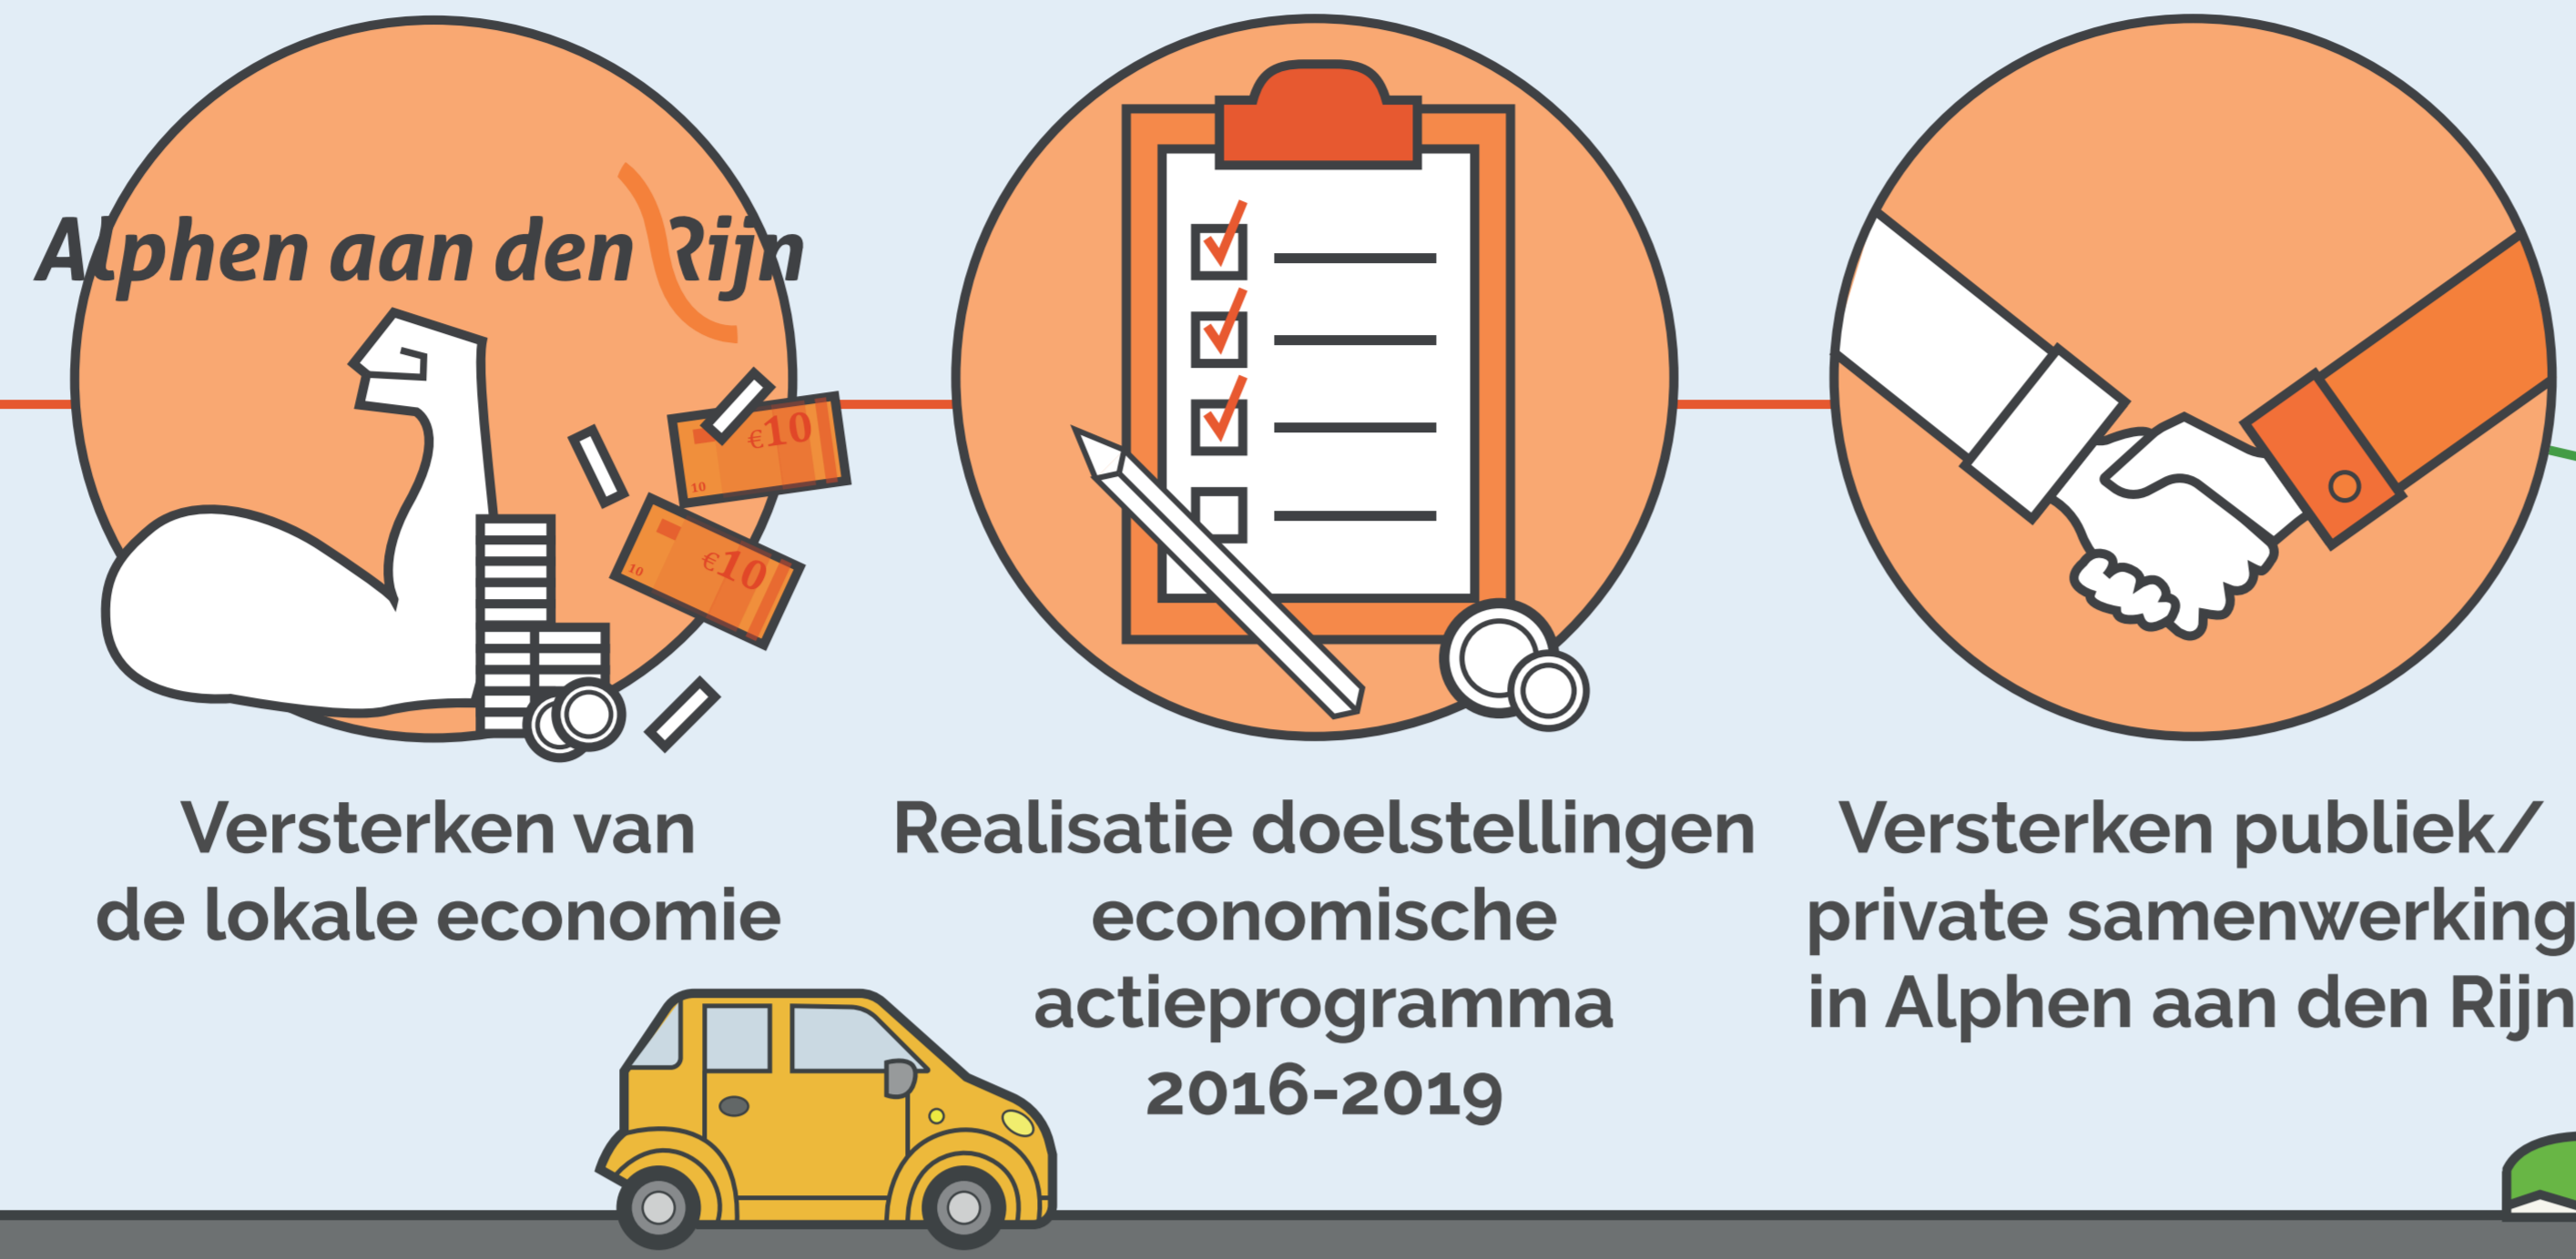 Alphen aan den Rijn
€10
10
€10
10
Versterken van
de lokale economie
Realisatie doelstellingen
economische
actieprogramma
2016-2019
Versterken publiek/
private samenwerking
in Alphen aan den Rijn